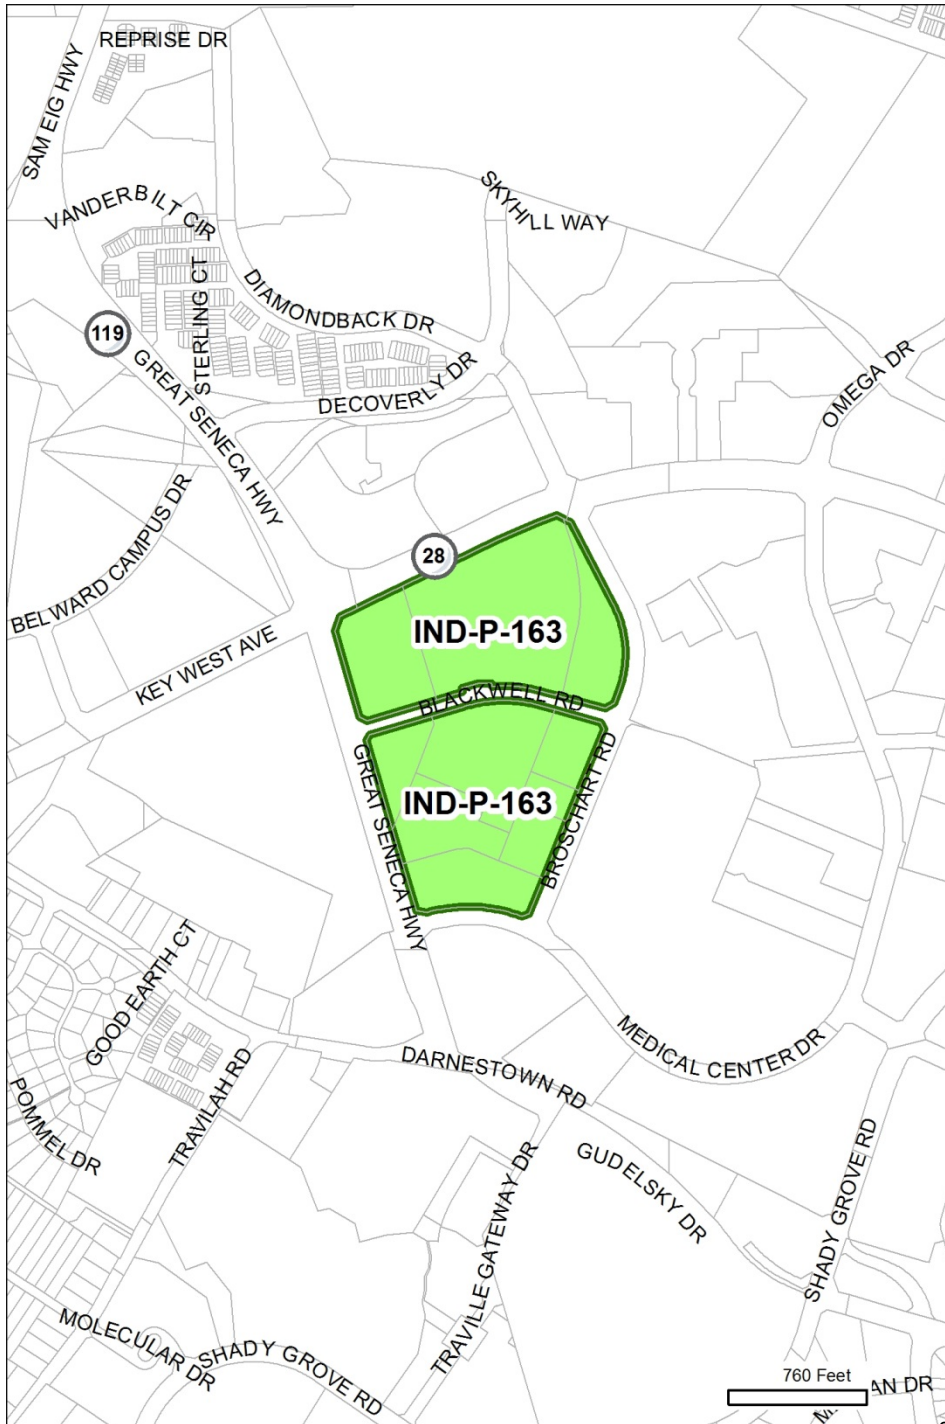 REPRISE DR
SAM EIG HWY
SKYHILL WAY
VANDERBILT CIR
STERLING CT
DIAMONDBACK DR
119
GREAT SENECA HWY
DECOVERLY DR
OMEGA DR
BELWARD CAMPUS DR
28
KEY WEST AVE
IND-P-163
BLACKWELL RD
GREAT SENECA HWY
IND-P-163
BROSCHART RD
GOOD EARTH CT
POMMEL DR
TRAVILAH RD
DARNESTOWN RD
MEDICAL CENTER DR
GUDELSKY DR
SHADY GROVE RD
TRAVILLE GATEWAY DR
MOLECULAR DR
SHADY GROVE RD
760 Feet
AN DR